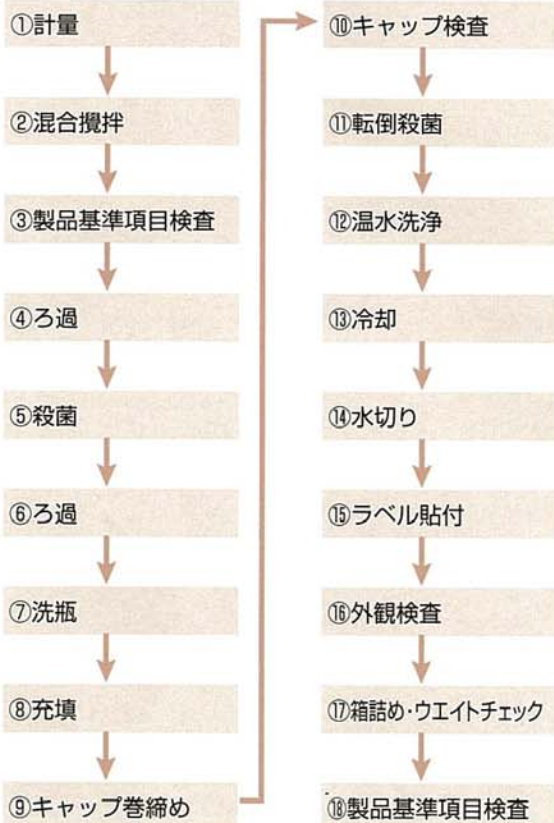 ①計量
②混合攪拌
③製品基準項目検査
④ろ過
⑤殺菌
⑥ろ過
⑦洗瓶
⑧充填
⑨キャップ巻締め
⑩キャップ検査
⑪転倒殺菌
⑫温水洗浄
⑬冷却
⑭水切り
⑮ラベル貼付
⑯外観検査
⑰箱詰め・ウエイトチェック
⑱製品基準項目検査